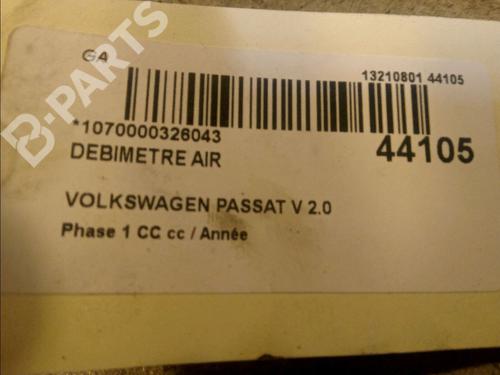 GA
13210801 44105
*1070000326043
44105
DEBIMETRE AIR
VOLKSWAGEN PASSAT V 2.0
Phase 1 CC cc / Année
B-PARTS